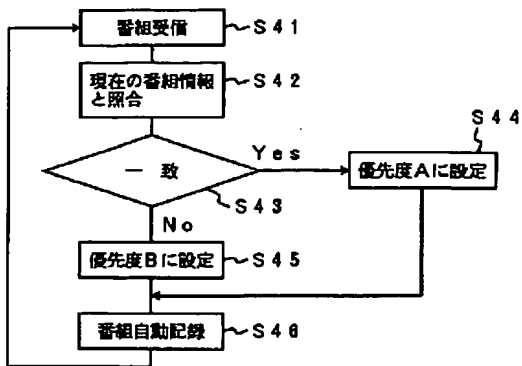 番組受信 S41
現在の番組情報
と照合 S42
一致 Yes
S43
S44
優先度Aに設定
No
優先度Bに設定 S45
番組自動記録 S46